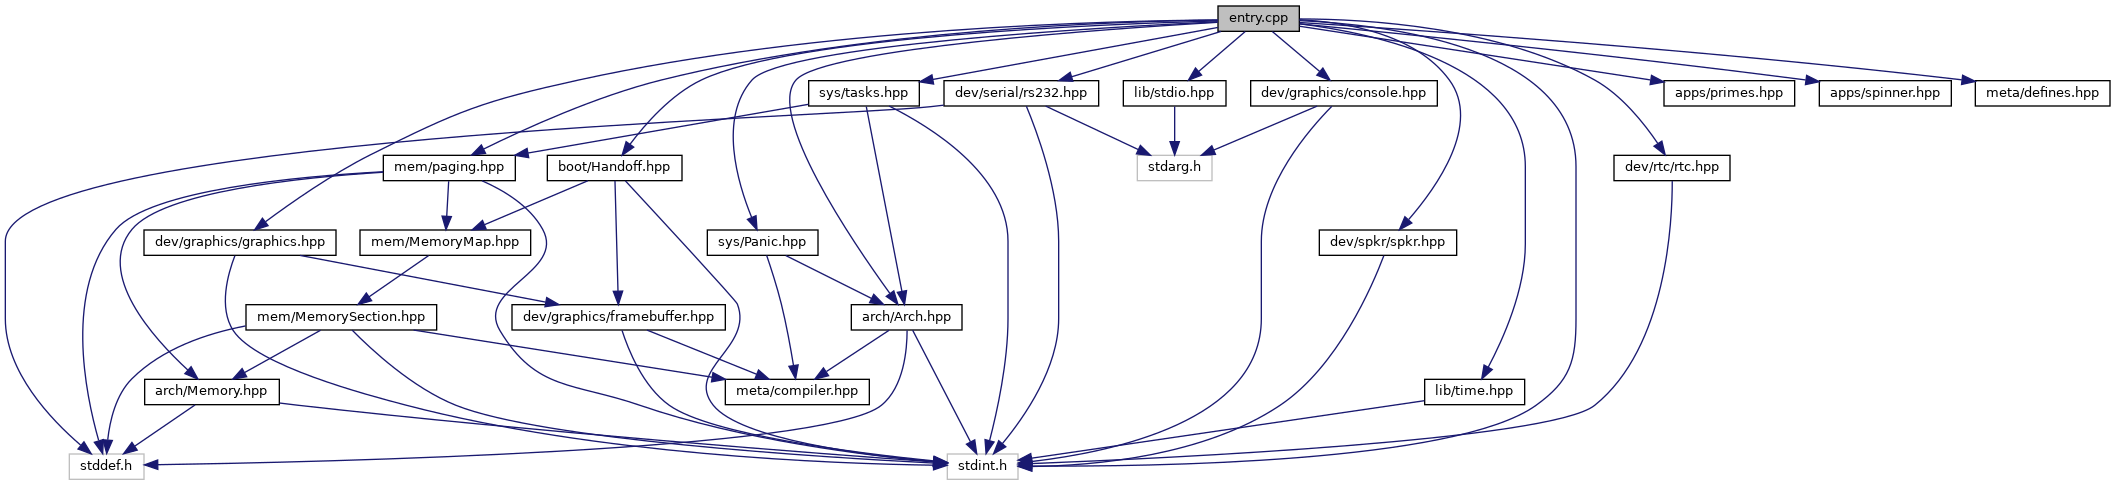 entry.cpp
sys/tasks.hpp
dev/serial/rs232.hpp
lib/stdio.hpp
dev/graphics/console.hpp
apps/primes.hpp
apps/spinner.hpp
meta/defines.hpp
mem/paging.hpp
boot/Handoff.hpp
stdarg.h
dev/rtc/rtc.hpp
dev/graphics/graphics.hpp
mem/MemoryMap.hpp
sys/Panic.hpp
dev/spkr/spkr.hpp
mem/MemorySection.hpp
dev/graphics/framebuffer.hpp
arch/Arch.hpp
arch/Memory.hpp
meta/compiler.hpp
lib/time.hpp
stddef.h
stdint.h